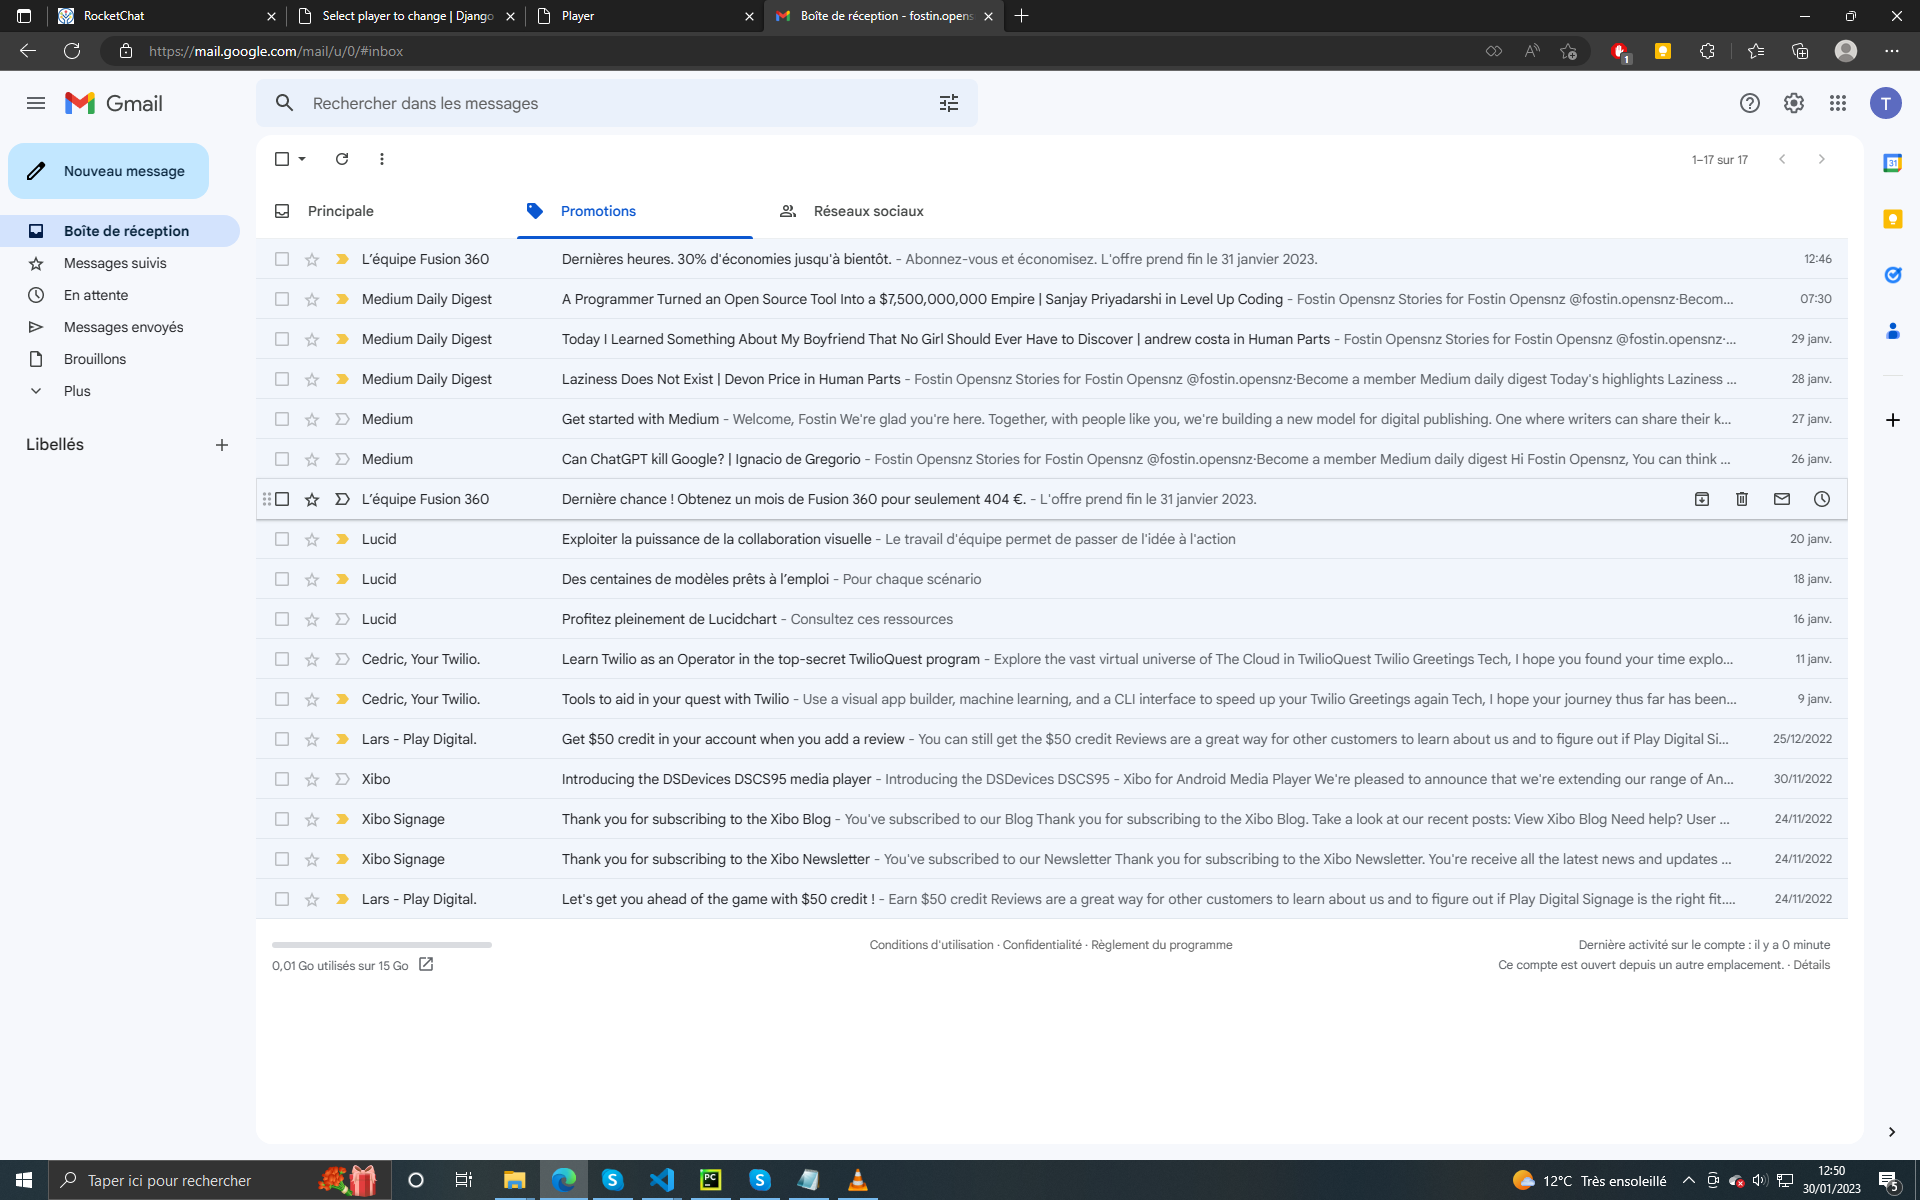 RocketChat
Select player to change | Django
Player
Boîte de réception - fostin.opens
https://mail.google.com/mail/u/0/#inbox
1
Gmail
Rechercher dans les messages
T
Nouveau message
1–17 sur 17
31
Principale
Promotions
Réseaux sociaux
Boîte de réception
Messages suivis
En attente
Messages envoyés
Brouillons
Plus
Libellés
L’équipe Fusion 360 Dernières heures. 30% d'économies jusqu'à bientôt. - Abonnez-vous et économisez. L'offre prend fin le 31 janvier 2023. 12:46
Medium Daily Digest A Programmer Turned an Open Source Tool Into a $7,500,000,000 Empire | Sanjay Priyadarshi in Level Up Coding - Fostin Opensnz Stories for Fostin Opensnz @fostin.opensnz·Becom… 07:30
Medium Daily Digest Today I Learned Something About My Boyfriend That No Girl Should Ever Have to Discover | andrew costa in Human Parts - Fostin Opensnz Stories for Fostin Opensnz @fostin.opensnz·… 29 janv.
Medium Daily Digest Laziness Does Not Exist | Devon Price in Human Parts - Fostin Opensnz Stories for Fostin Opensnz @fostin.opensnz·Become a member Medium daily digest Today's highlights Laziness … 28 janv.
Medium Get started with Medium - Welcome, Fostin We're glad you're here. Together, with people like you, we're building a new model for digital publishing. One where writers can share their k… 27 janv.
Medium Can ChatGPT kill Google? | Ignacio de Gregorio - Fostin Opensnz Stories for Fostin Opensnz @fostin.opensnz·Become a member Medium daily digest Hi Fostin Opensnz, You can think … 26 janv.
L’équipe Fusion 360 Dernière chance ! Obtenez un mois de Fusion 360 pour seulement 404 €. - L'offre prend fin le 31 janvier 2023.
Lucid Exploiter la puissance de la collaboration visuelle - Le travail d'équipe permet de passer de l'idée à l'action 20 janv.
Lucid Des centaines de modèles prêts à l’emploi - Pour chaque scénario 18 janv.
Lucid Profitez pleinement de Lucidchart - Consultez ces ressources 16 janv.
Cedric, Your Twilio. Learn Twilio as an Operator in the top-secret TwilioQuest program - Explore the vast virtual universe of The Cloud in TwilioQuest Twilio Greetings Tech, I hope you found your time explo… 11 janv.
Cedric, Your Twilio. Tools to aid in your quest with Twilio - Use a visual app builder, machine learning, and a CLI interface to speed up your Twilio Greetings again Tech, I hope your journey thus far has been… 9 janv.
Lars - Play Digital. Get $50 credit in your account when you add a review - You can still get the $50 credit Reviews are a great way for other customers to learn about us and to figure out if Play Digital Si… 25/12/2022
Xibo Introducing the DSDevices DSCS95 media player - Introducing the DSDevices DSCS95 - Xibo for Android Media Player We're pleased to announce that we're extending our range of An… 30/11/2022
Xibo Signage Thank you for subscribing to the Xibo Blog - You've subscribed to our Blog Thank you for subscribing to the Xibo Blog. Take a look at our recent posts: View Xibo Blog Need help? User … 24/11/2022
Xibo Signage Thank you for subscribing to the Xibo Newsletter - You've subscribed to our Newsletter Thank you for subscribing to the Xibo Newsletter. You're receive all the latest news and updates … 24/11/2022
Lars - Play Digital. Let's get you ahead of the game with $50 credit ! - Earn $50 credit Reviews are a great way for other customers to learn about us and to figure out if Play Digital Signage is the right fit.… 24/11/2022
Conditions d'utilisation · Confidentialité · Règlement du programme
Dernière activité sur le compte : il y a 0 minute
0,01 Go utilisés sur 15 Go
Ce compte est ouvert depuis un autre emplacement. · Détails
Taper ici pour rechercher
PC
12°C Très ensoleillé
12:50
30/01/2023
5